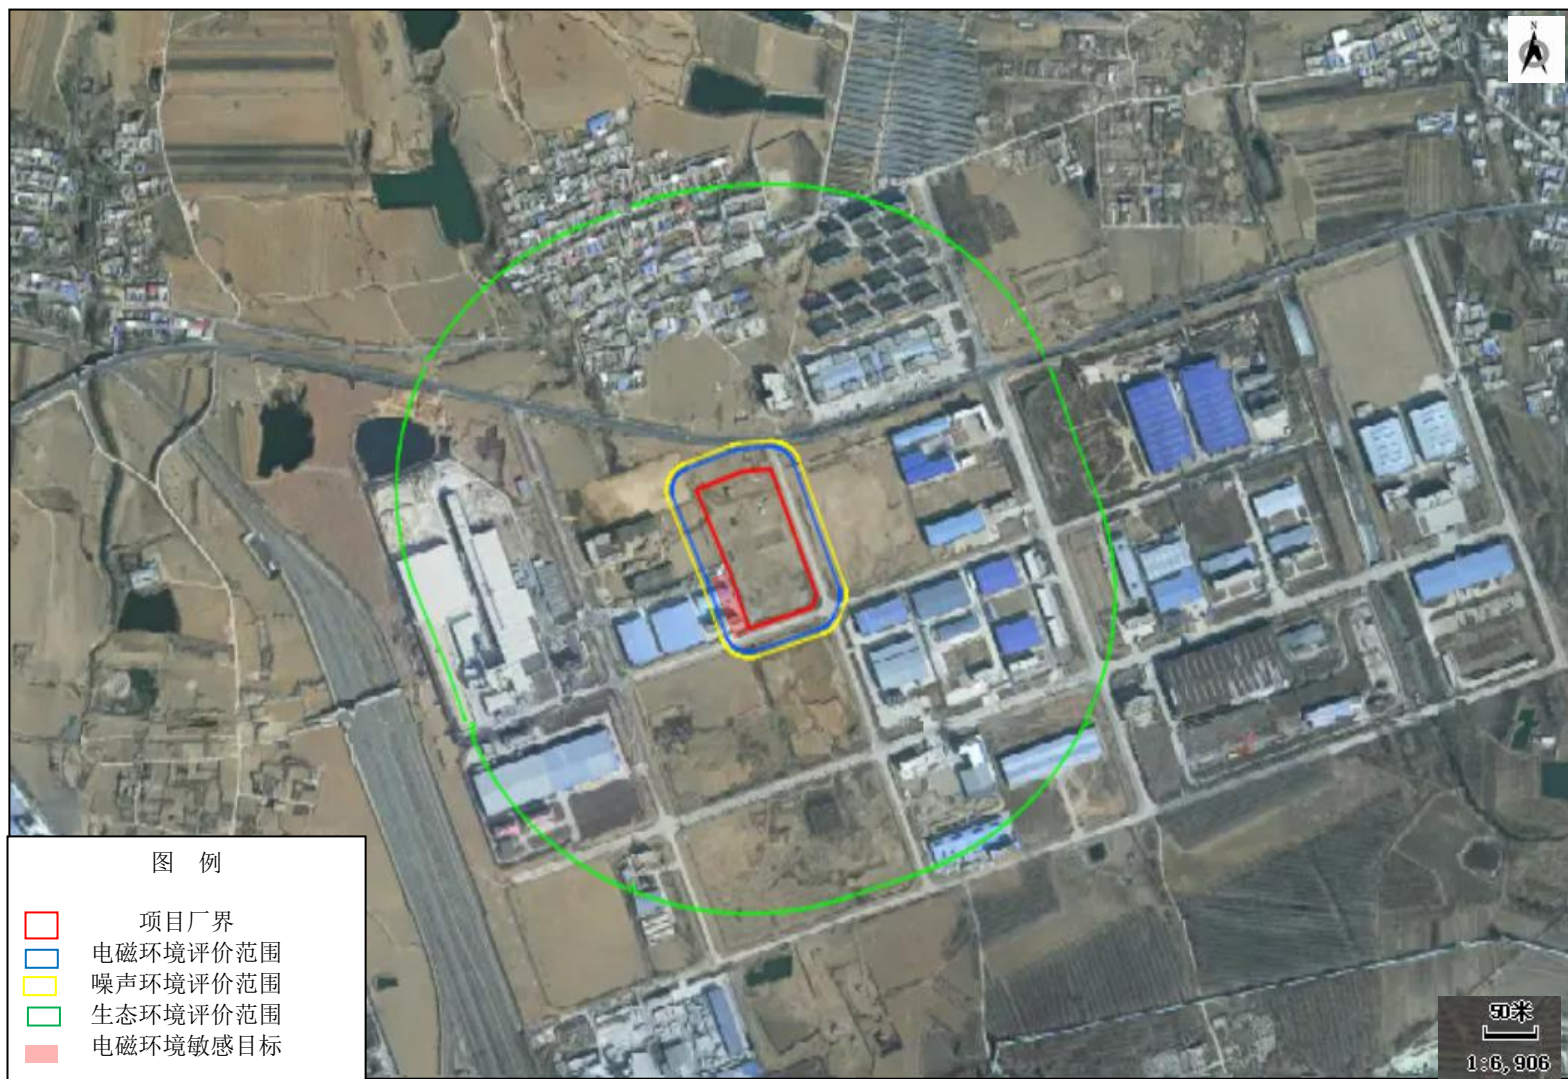 N
图 例
项目厂界
电磁环境评价范围
噪声环境评价范围
生态环境评价范围
电磁环境敏感目标
50米
1:6,906